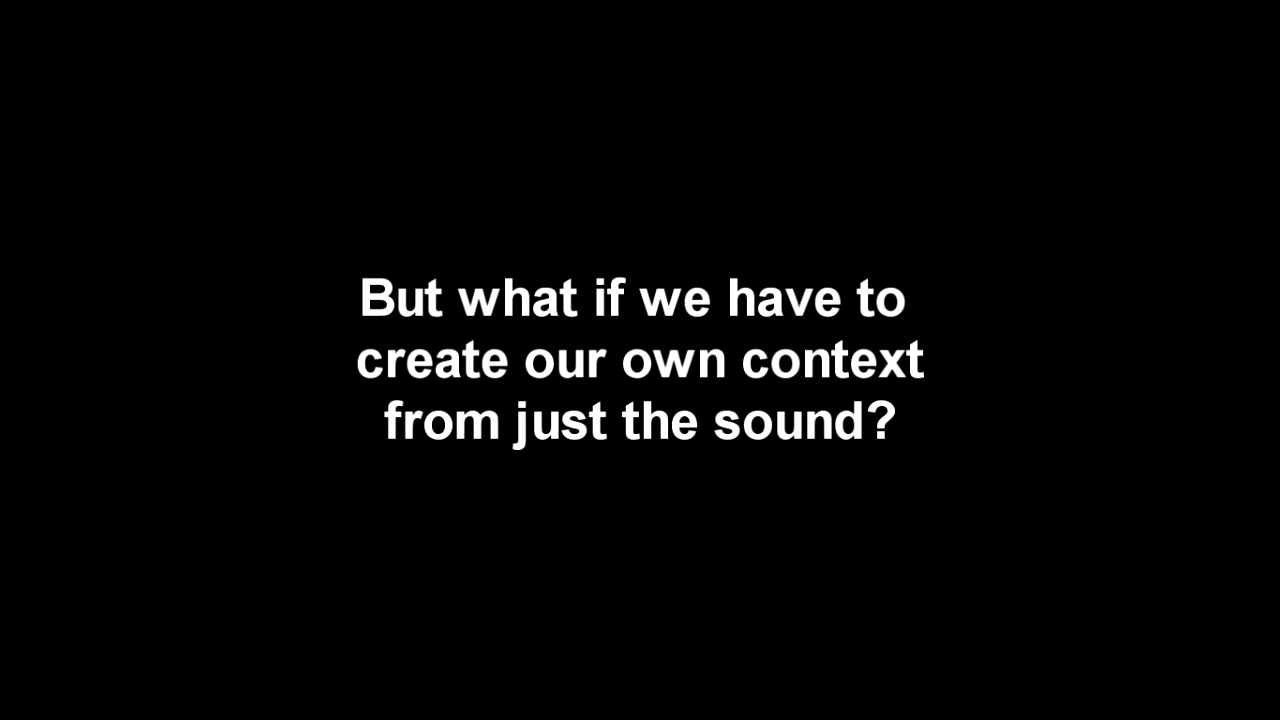 But what if we have to
create our own context
from just the sound?